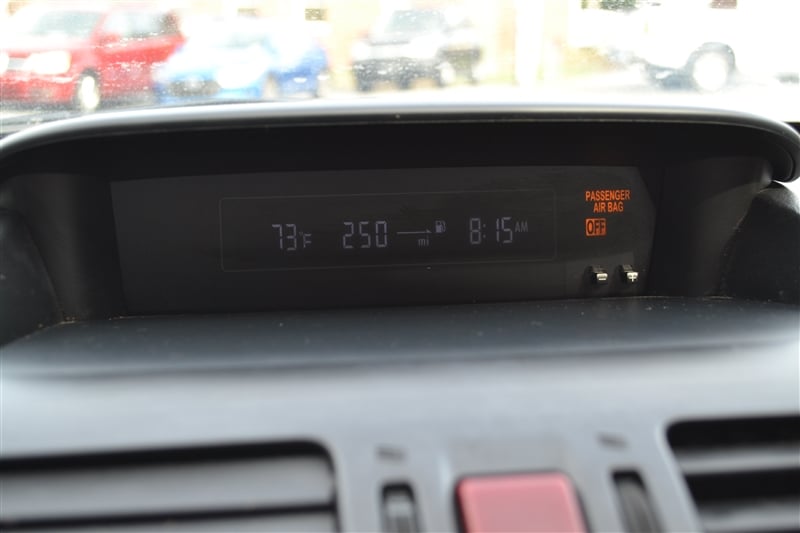 73°F 250 mi 8:15 AM
PASSENGER
AIR BAG
OFF
- +